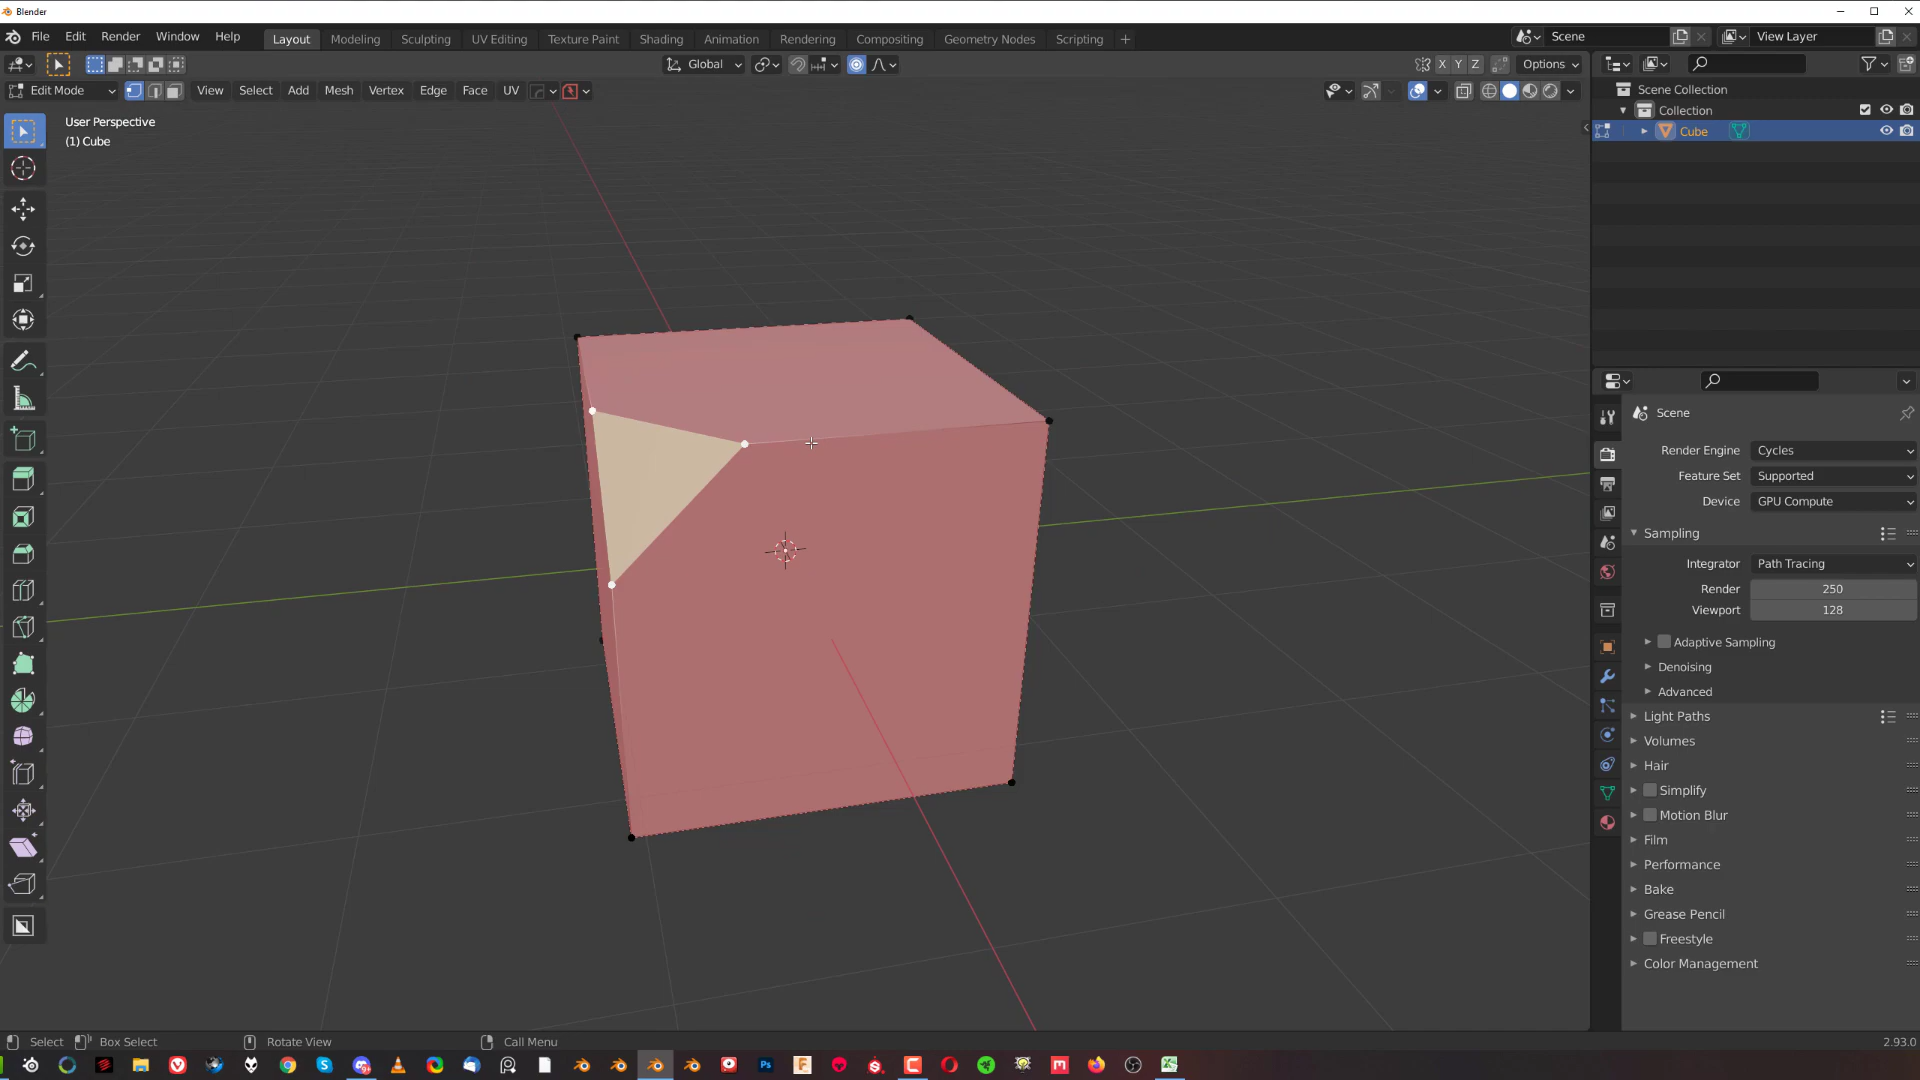 Blender
File Edit Render Window Help Layout Modeling Sculpting UV Editing Texture Paint Shading Animation Rendering Compositing Geometry Nodes Scripting + Scene View Layer
Global X Y Z Options
Edit Mode View Select Add Mesh Vertex Edge Face UV
Scene Collection
Collection
Cube
User Perspective
(1) Cube
Scene
Render Engine Cycles
Feature Set Supported
Device GPU Compute
Sampling
Integrator Path Tracing
Render 250
Viewport 128
Adaptive Sampling
Denoising
Advanced
Light Paths
Volumes
Hair
Simplify
Motion Blur
Film
Performance
Bake
Grease Pencil
Freestyle
Color Management
Select Box Select Rotate View Call Menu 2.93.0